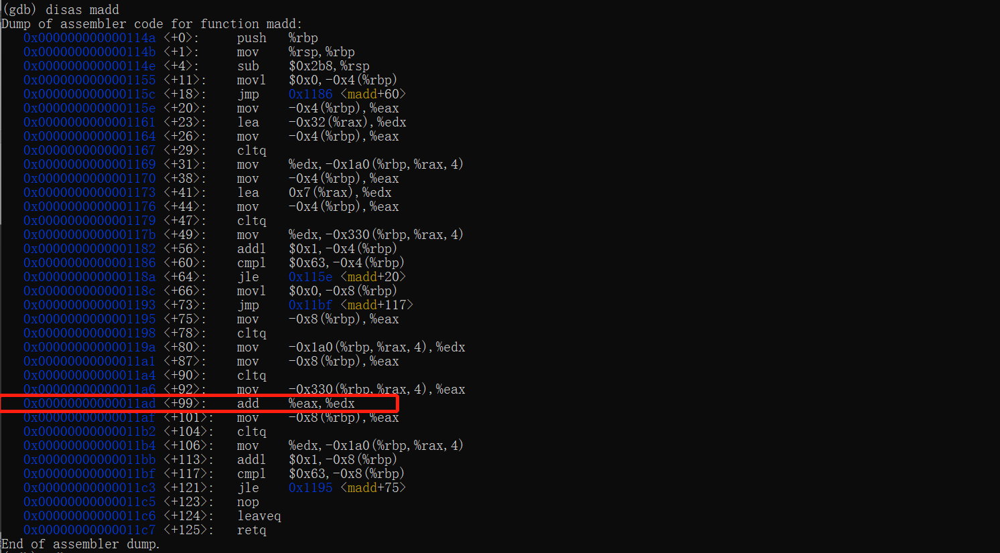 (gdb) disas madd
Dump of assembler code for function madd:
   0x000000000000114a <+0>:     push   %rbp
   0x000000000000114b <+1>:     mov    %rsp,%rbp
   0x000000000000114e <+4>:     sub    $0x2b8,%rsp
   0x0000000000001155 <+11>:    movl   $0x0,-0x4(%rbp)
   0x000000000000115c <+18>:    jmp    0x1186 <madd+60>
   0x000000000000115e <+20>:    mov    -0x4(%rbp),%eax
   0x0000000000001161 <+23>:    lea    -0x32(%rax),%edx
   0x0000000000001164 <+26>:    mov    -0x4(%rbp),%eax
   0x0000000000001167 <+29>:    cltq
   0x0000000000001169 <+31>:    mov    %edx,-0x1a0(%rbp,%rax,4)
   0x0000000000001170 <+38>:    mov    -0x4(%rbp),%eax
   0x0000000000001173 <+41>:    lea    0x7(%rax),%edx
   0x0000000000001176 <+44>:    mov    -0x4(%rbp),%eax
   0x0000000000001179 <+47>:    cltq
   0x000000000000117b <+49>:    mov    %edx,-0x330(%rbp,%rax,4)
   0x0000000000001182 <+56>:    addl   $0x1,-0x4(%rbp)
   0x0000000000001186 <+60>:    cmpl   $0x63,-0x4(%rbp)
   0x000000000000118a <+64>:    jle    0x115e <madd+20>
   0x000000000000118c <+66>:    movl   $0x0,-0x8(%rbp)
   0x0000000000001193 <+73>:    jmp    0x11bf <madd+117>
   0x0000000000001195 <+75>:    mov    -0x8(%rbp),%eax
   0x0000000000001198 <+78>:    cltq
   0x000000000000119a <+80>:    mov    -0x1a0(%rbp,%rax,4),%edx
   0x00000000000011a1 <+87>:    mov    -0x8(%rbp),%eax
   0x00000000000011a4 <+90>:    cltq
   0x00000000000011a6 <+92>:    mov    -0x330(%rbp,%rax,4),%eax
   0x00000000000011ad <+99>:    add    %eax,%edx
   0x00000000000011af <+101>:   mov    -0x8(%rbp),%eax
   0x00000000000011b2 <+104>:   cltq
   0x00000000000011b4 <+106>:   mov    %edx,-0x1a0(%rbp,%rax,4)
   0x00000000000011bb <+113>:   addl   $0x1,-0x8(%rbp)
   0x00000000000011bf <+117>:   cmpl   $0x63,-0x8(%rbp)
   0x00000000000011c3 <+121>:   jle    0x1195 <madd+75>
   0x00000000000011c5 <+123>:   nop
   0x00000000000011c6 <+124>:   leaveq
   0x00000000000011c7 <+125>:   retq
End of assembler dump.